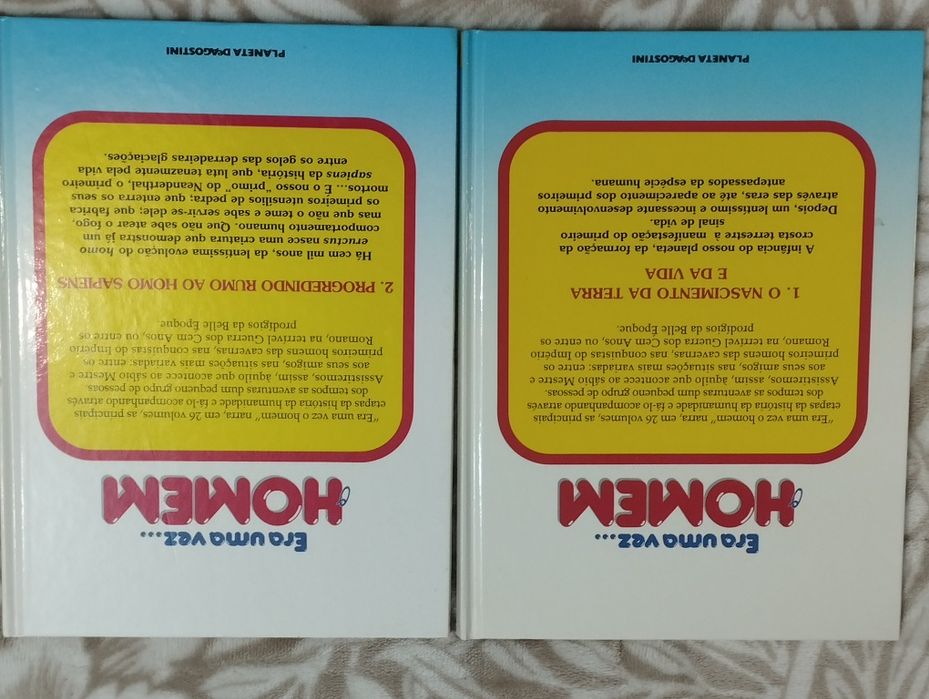 Era uma vez...
o HOMEM
“Era uma vez o homem” narra, em 26 volumes, as principais
etapas da história da humanidade e fá-lo acompanhando através
dos tempos as aventuras dum pequeno grupo de pessoas.
Assistiremos, assim, àquilo que acontece ao sábio Mestre e
aos seus amigos, nas situações mais variadas: entre os
primeiros homens das cavernas, nas conquistas do Império
Romano, na terrível Guerra dos Cem Anos, ou entre os
prodígios da Belle Époque.
1. O NASCIMENTO DA TERRA
E DA VIDA
A infância do nosso planeta, da formação da
crosta terrestre à manifestação do primeiro
sinal de vida.
Depois, um lentíssimo e incessante desenvolvimento
através das eras, até ao aparecimento dos primeiros
antepassados da espécie humana.
PLANETA DeAGOSTINI
Era uma vez...
o HOMEM
“Era uma vez o homem” narra, em 26 volumes, as principais
etapas da história da humanidade e fá-lo acompanhando através
dos tempos as aventuras dum pequeno grupo de pessoas.
Assistiremos, assim, àquilo que acontece ao sábio Mestre e
aos seus amigos, nas situações mais variadas: entre os
primeiros homens das cavernas, nas conquistas do Império
Romano, na terrível Guerra dos Cem Anos, ou entre os
prodígios da Belle Époque.
2. PROGREDINDO RUMO AO HOMO SAPIENS
Há cem mil anos, da lentíssima evolução do homo
eructus nasce uma criatura que demonstra já um
comportamento humano. Que não sabe atear o fogo,
mas que não o teme e sabe servir-se dele; que fabrica
os primeiros utensílios de pedra; que enterra os seus
mortos... É o nosso “primo” do Neanderthal, o primeiro
sapiens da história, que luta tenazmente pela vida
entre os gelos das derradeiras glaciações.
PLANETA DeAGOSTINI